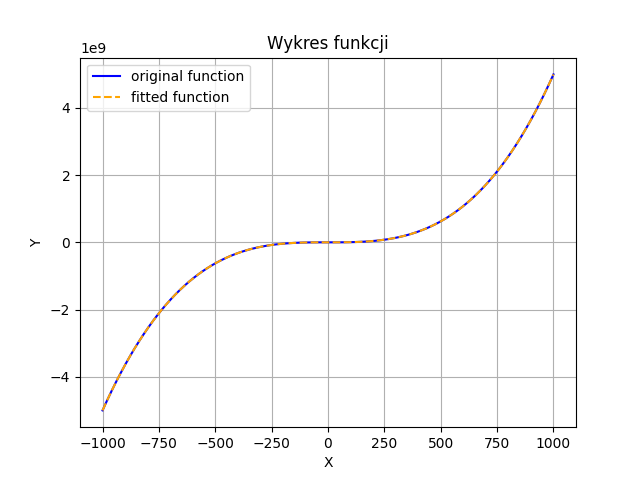 Wykres funkcji
1e9
original function
fitted function
4
2
0
−2
−4
Y
−1000 −750 −500 −250 0 250 500 750 1000
X